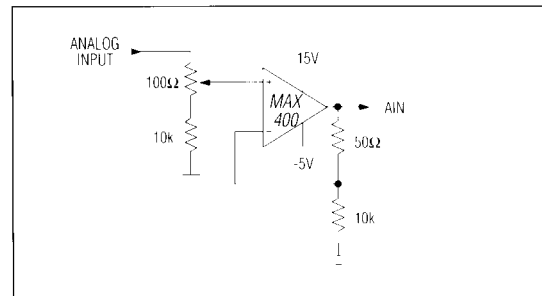 ANALOG
INPUT
15V
100Ω
+
MAX
400
AIN
10k
-
-5V
50Ω
10k